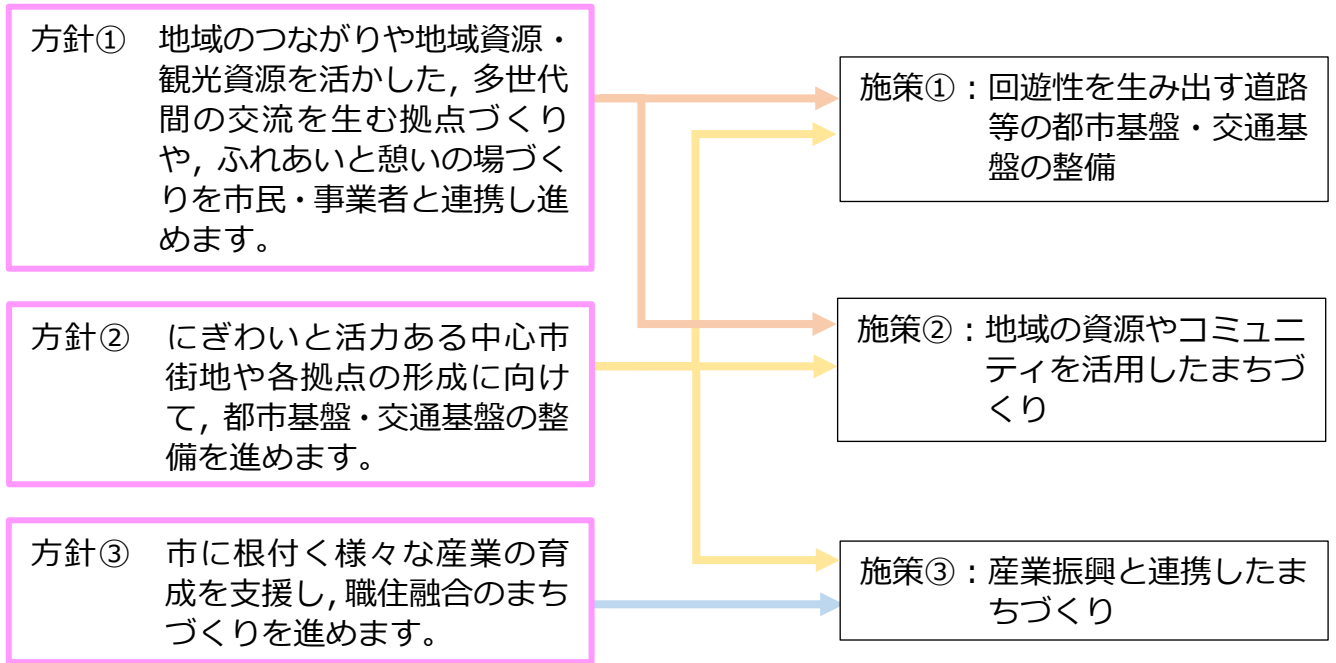 方針① 地域のつながりや地域資源・
観光資源を活かした,多世代
間の交流を生む拠点づくり
や,ふれあいと憩いの場づく
りを市民・事業者と連携し進
めます。
方針② にぎわいと活力ある中心市
街地や各拠点の形成に向け
て,都市基盤・交通基盤の整
備を進めます。
方針③ 市に根付く様々な産業の育
成を支援し,職住融合のまち
づくりを進めます。
施策①:回遊性を生み出す道路
等の都市基盤・交通基
盤の整備
施策②:地域の資源やコミュニ
ティを活用したまちづ
くり
施策③:産業振興と連携したま
ちづくり